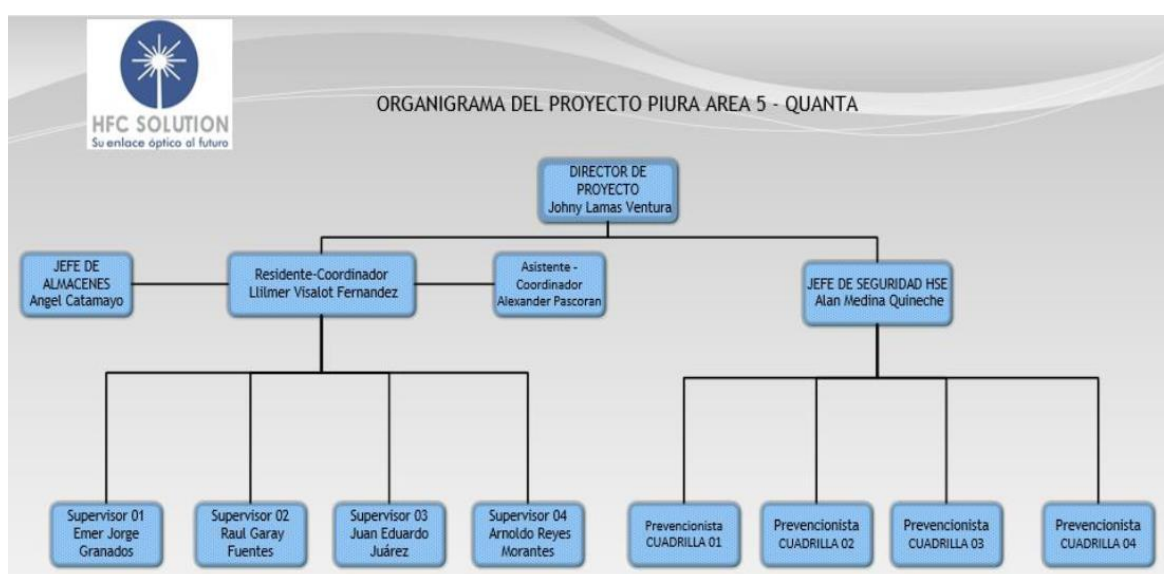 HFC SOLUTION
Su enlace óptico al futuro
ORGANIGRAMA DEL PROYECTO PIURA AREA 5 - QUANTA
DIRECTOR DE
PROYECTO
Johny Lamas Ventura
JEFE DE
ALMACENES
Angel Catamayo
Residente-Coordinador
Llilmer Visalot Fernandez
Asistente -
Coordinador
Alexander Pascoran
JEFE DE SEGURIDAD HSE
Alan Medina Quineche
Supervisor 01
Emer Jorge
Granados
Supervisor 02
Raul Garay
Fuentes
Supervisor 03
Juan Eduardo
Juárez
Supervisor 04
Arnoldo Reyes
Morantes
Prevencionista
CUADRILLA 01
Prevencionista
CUADRILLA 02
Prevencionista
CUADRILLA 03
Prevencionista
CUADRILLA 04